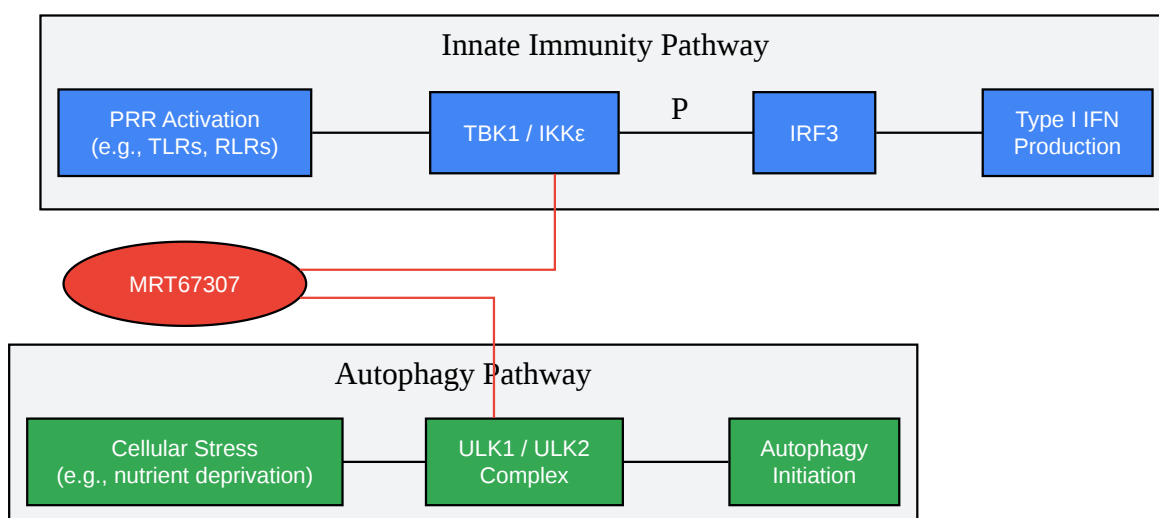 Innate Immunity Pathway
PRR Activation
(e.g., TLRs, RLRs)
TBK1 / IKKε
P
IRF3
Type I IFN
Production
MRT67307
Autophagy Pathway
Cellular Stress
(e.g., nutrient deprivation)
ULK1 / ULK2
Complex
Autophagy
Initiation